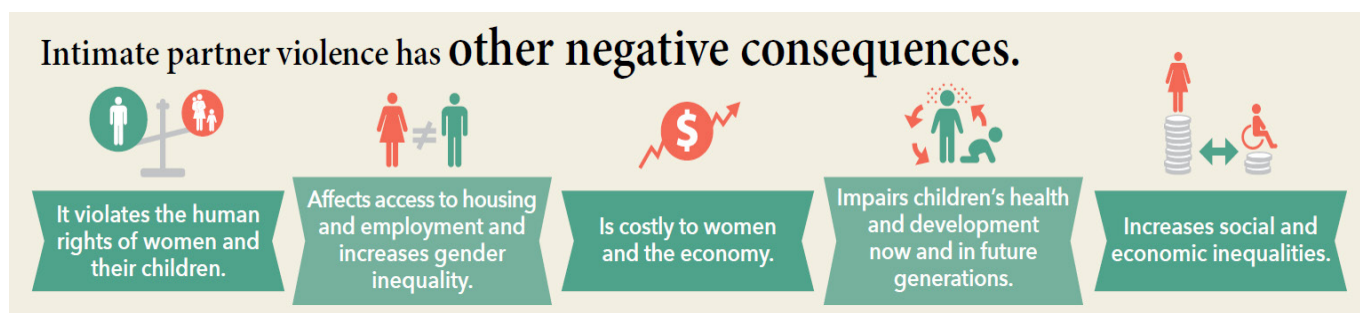 Intimate partner violence has other negative consequences.
$
It violates the human
rights of women and
their children.
Affects access to housing
and employment and
increases gender
inequality.
Is costly to women
and the economy.
Impairs children’s health
and development
now and in future
generations.
Increases social and
economic inequalities.